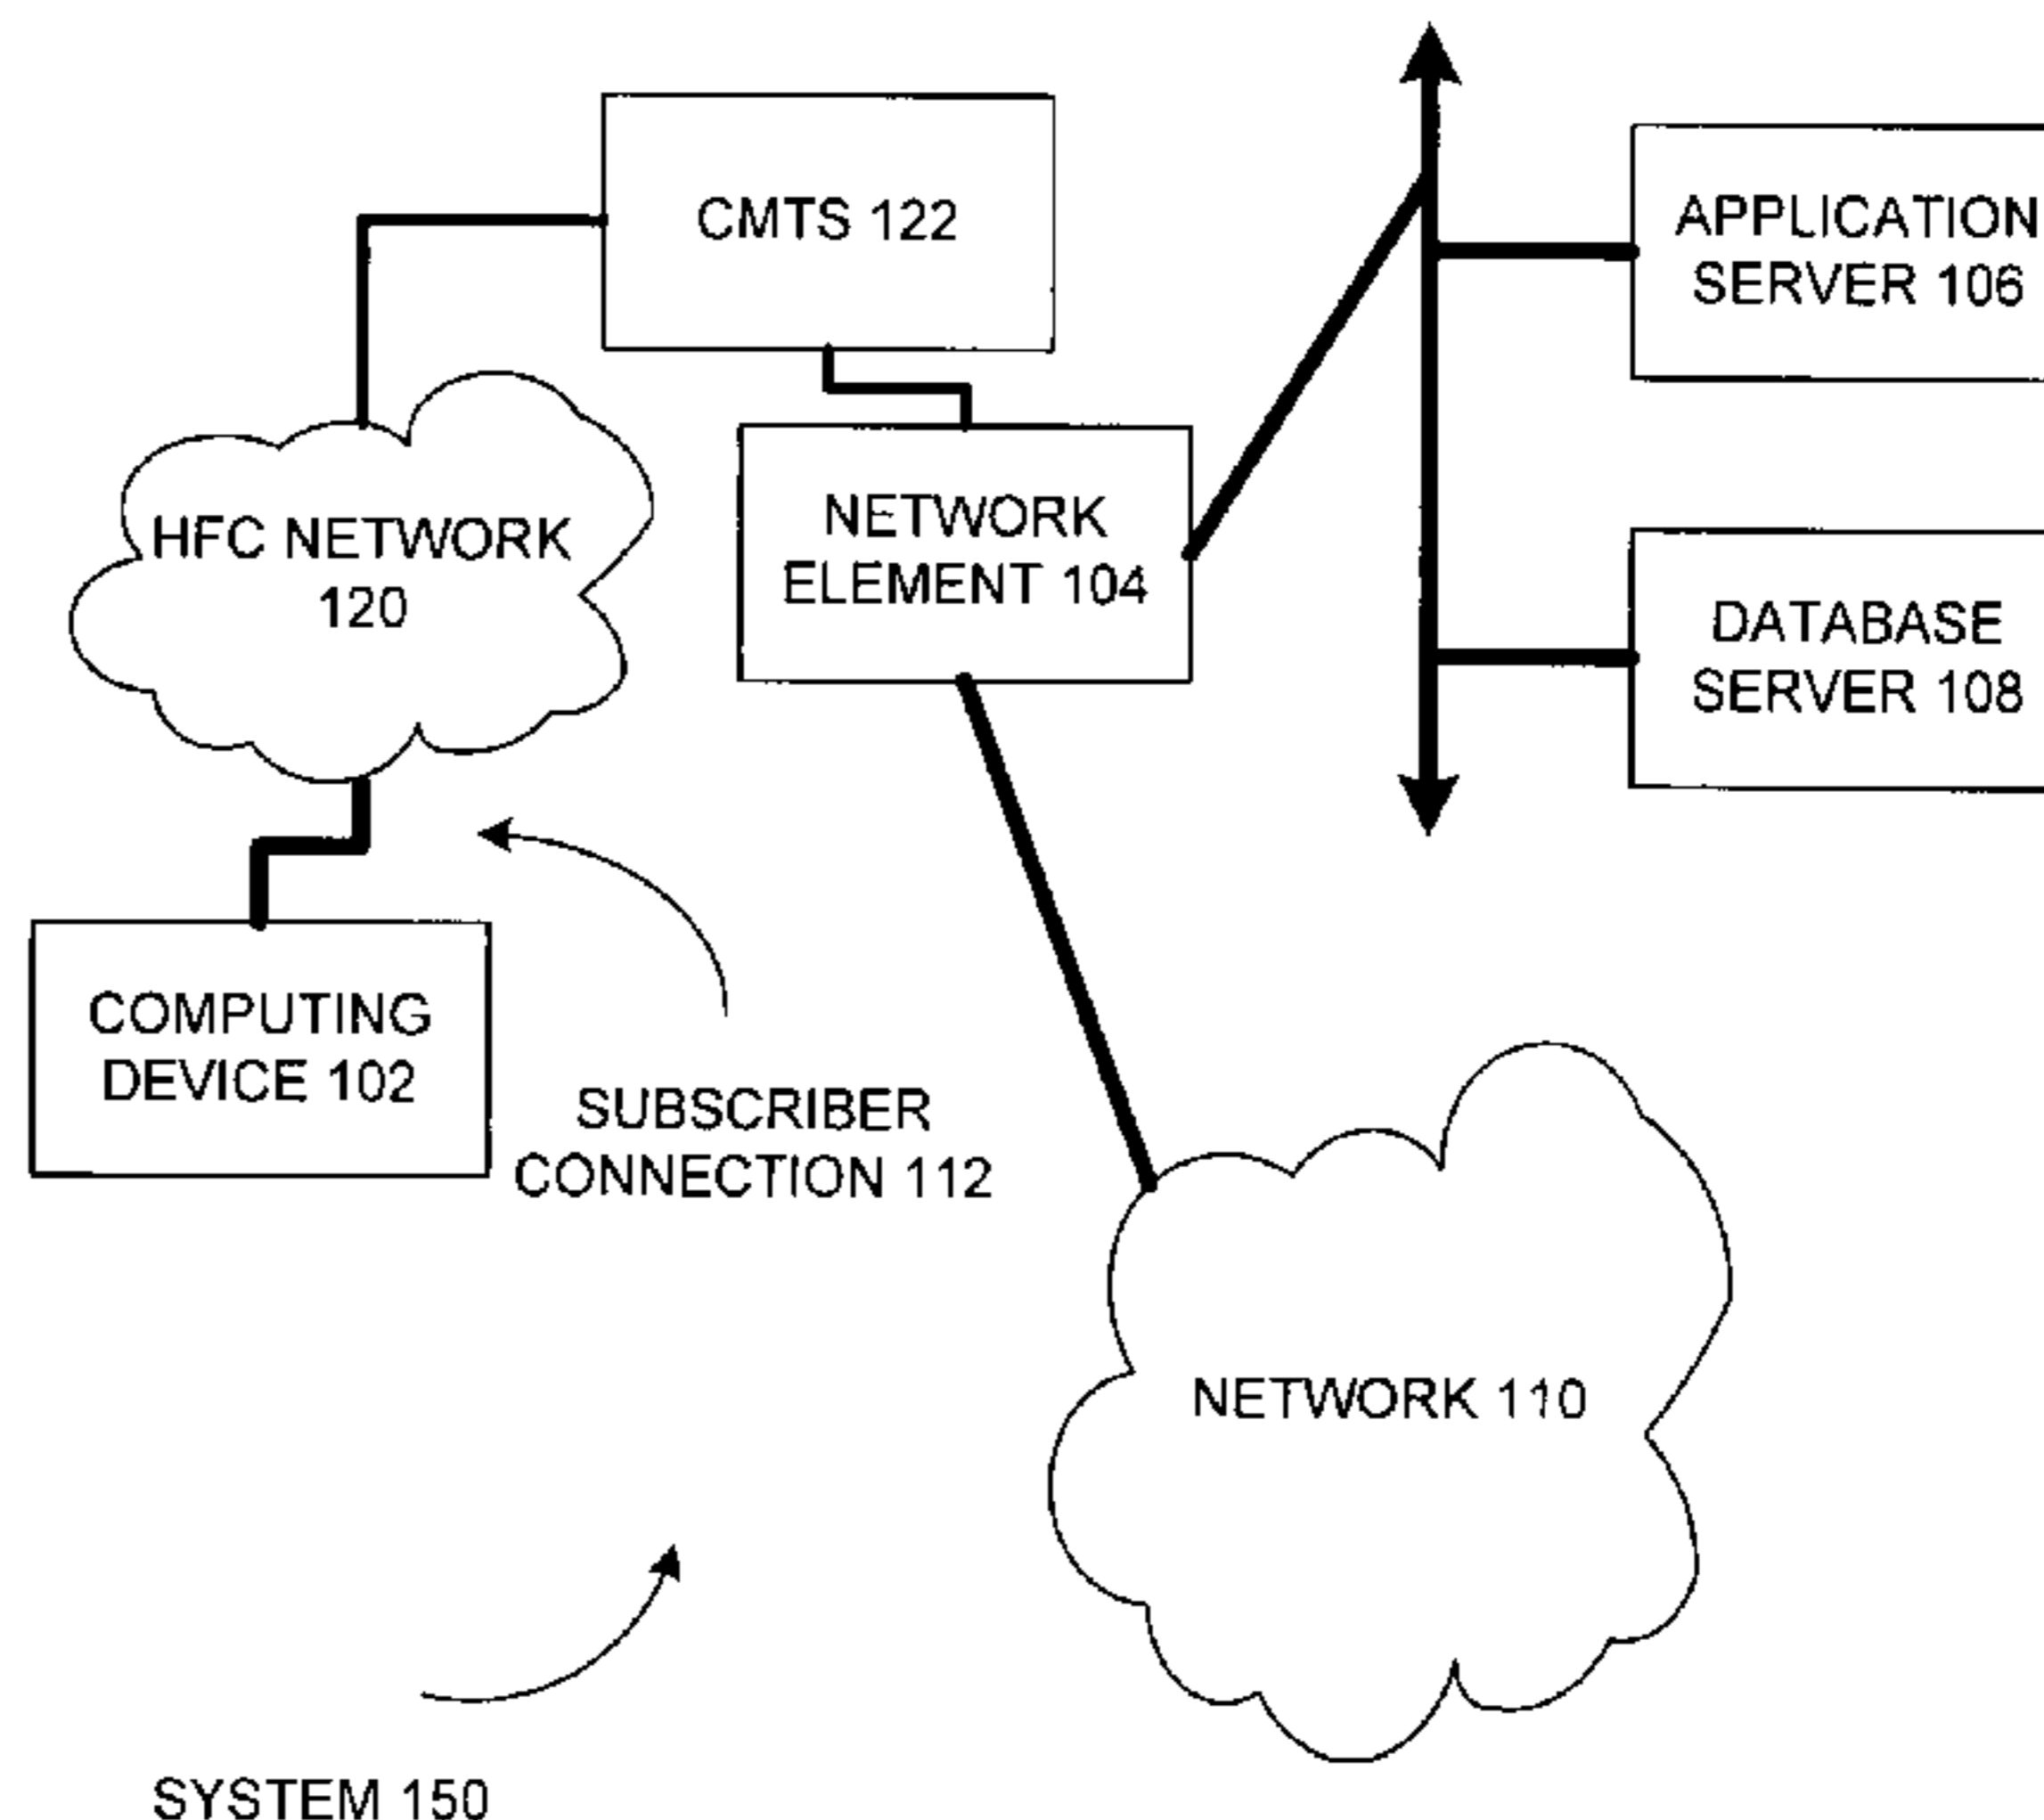 CMTS 122
APPLICATION
SERVER 106
HFC NETWORK
120
NETWORK
ELEMENT 104
DATABASE
SERVER 108
COMPUTING
DEVICE 102
SUBSCRIBER
CONNECTION 112
NETWORK 110
SYSTEM 150